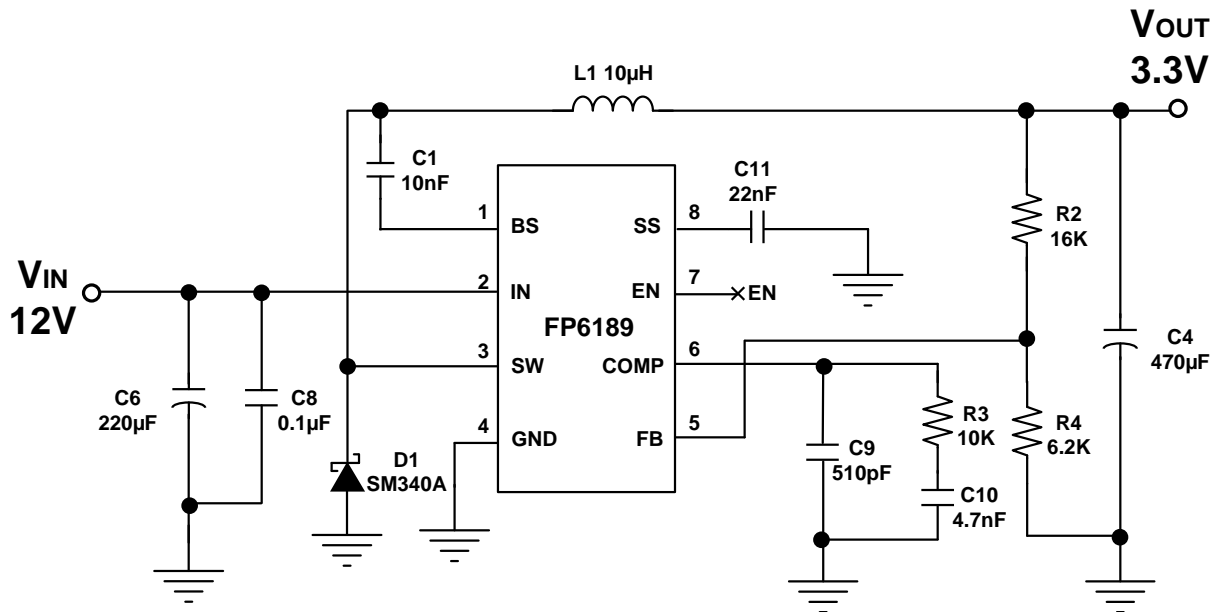 VOUT
3.3V
L1 10µH
C1
10nF
C11
22nF
1
BS
SS
8
R2
16K
VIN
12V
2
IN
EN
7
EN
FP6189
3
SW
COMP
6
C4
470µF
C6
220µF
C8
0.1µF
4
GND
FB
5
R3
10K
R4
6.2K
D1
SM340A
C9
510pF
C10
4.7nF